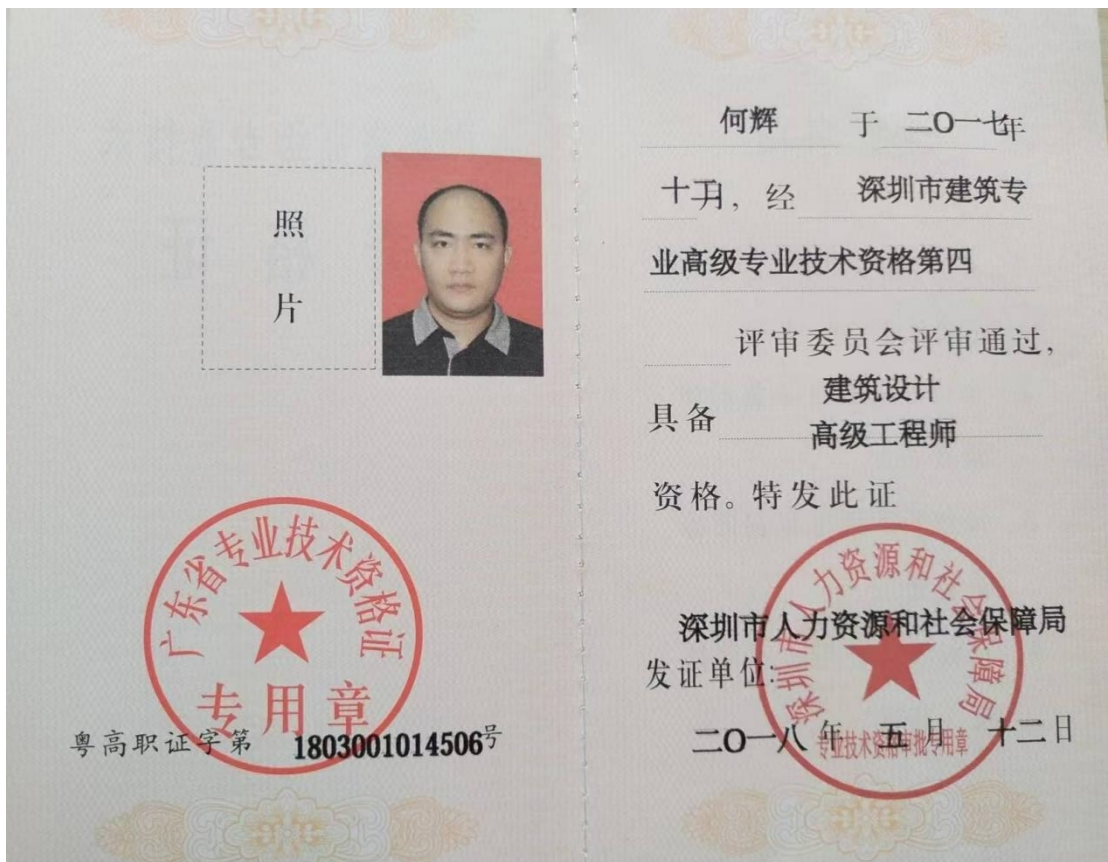 照
片
广东省专业技术资格证
专用章
粤高职证字第 1803001014506号
何辉 于 二〇一七年
十二月，经 深圳市建筑专
业高级专业技术资格第四
评审委员会评审通过，
具备 建筑设计
高级工程师
资格。特发此证
深圳市人力资源和社会保障局
深圳市人力资源和社会保障局
发证单位:
二〇一八 年 五 月 十二 日
专业技术资格审批专用章